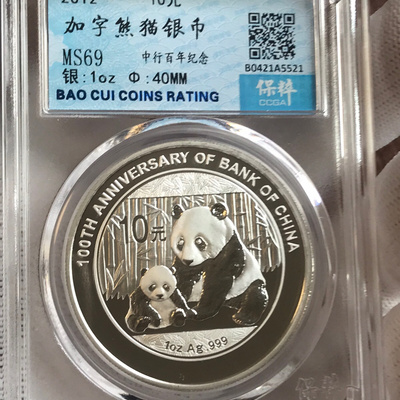 2012 10元
加字熊猫银币
MS69 中行百年纪念
银:1oz Φ:40MM
BAO CUI COINS RATING
B0421A5521
保粹
CCGA
100TH ANNIVERSARY OF BANK OF CHINA
10元
1oz Ag .999